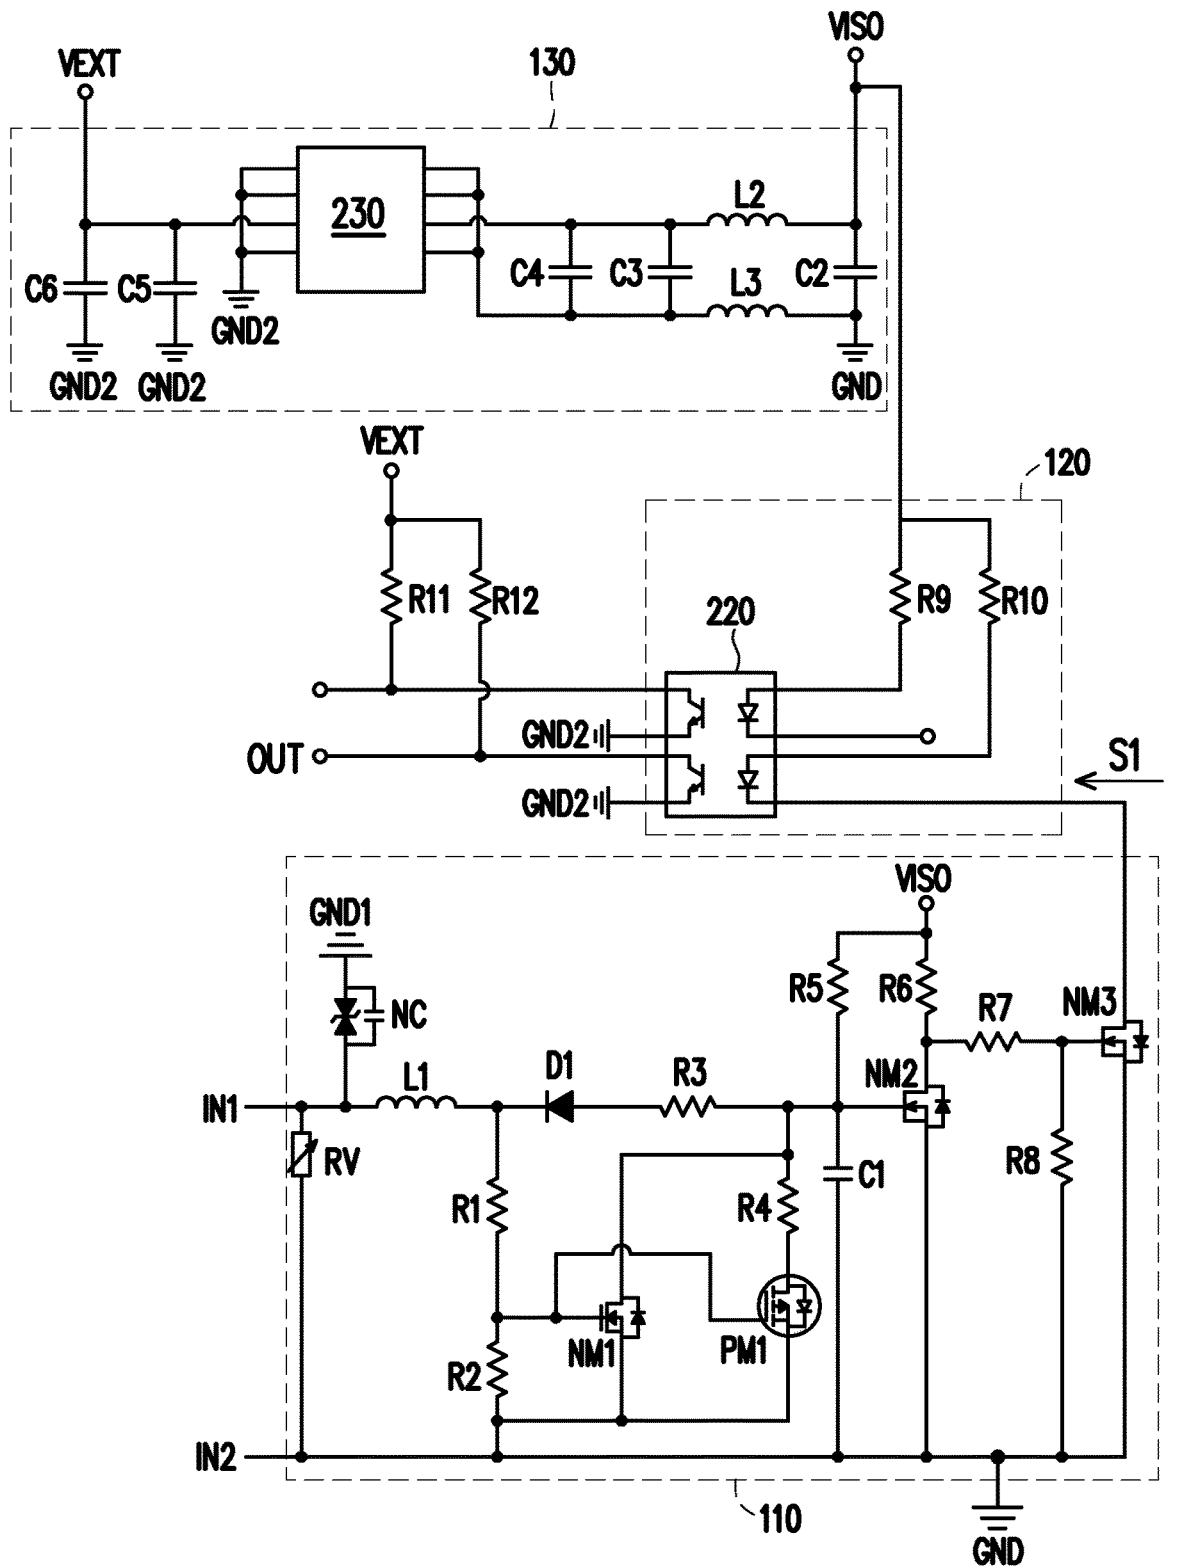 VISO
VEXT
130
L2
230
C6
C5
C4
C3
C2
L3
GND2
GND2
GND2
GND
VEXT
120
R11
R12
R9
R10
220
GND2
OUT
S1
GND2
VISO
GND1
R5
R6
NC
R7
NM3
D1
L1
R3
NM2
IN1
RV
R8
C1
R1
R4
NM1
PM1
R2
IN2
110
GND